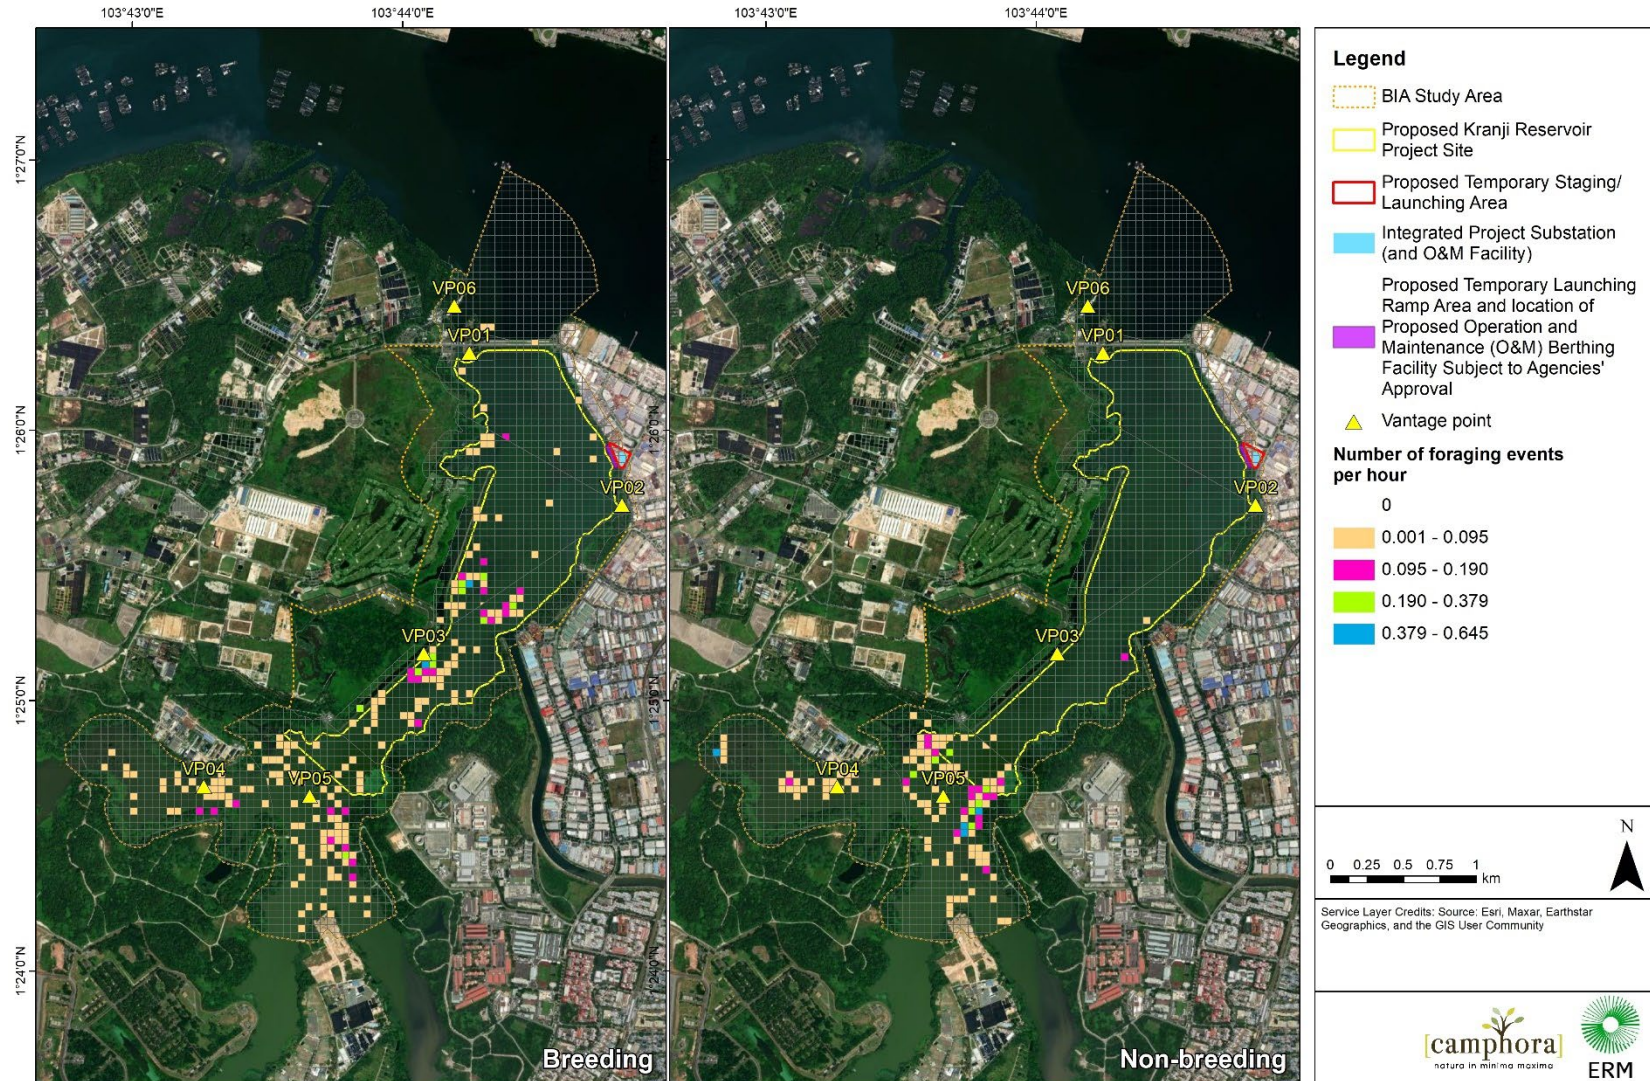 103°43'0"E
103°44'0"E
103°43'0"E
103°44'0"E
1°27'0"N
1°26'0"N
1°25'0"N
1°24'0"N
VP06
VP01
VP02
VP03
VP04
VP05
Breeding
1°27'0"N
1°26'0"N
1°25'0"N
1°24'0"N
VP06
VP01
VP02
VP03
VP04
VP05
Non-breeding
Legend
BIA Study Area
Proposed Kranji Reservoir
Project Site
Proposed Temporary Staging/
Launching Area
Integrated Project Substation
(and O&M Facility)
Proposed Temporary Launching
Ramp Area and location of
Proposed Operation and
Maintenance (O&M) Berthing
Facility Subject to Agencies'
Approval
Vantage point
Number of foraging events
per hour
0
0.001 - 0.095
0.095 - 0.190
0.190 - 0.379
0.379 - 0.645
N
0 0.25 0.5 0.75 1
km
Service Layer Credits: Source: Esri, Maxar, Earthstar
Geographics, and the GIS User Community
[camphora]
natura in minima maxima
ERM